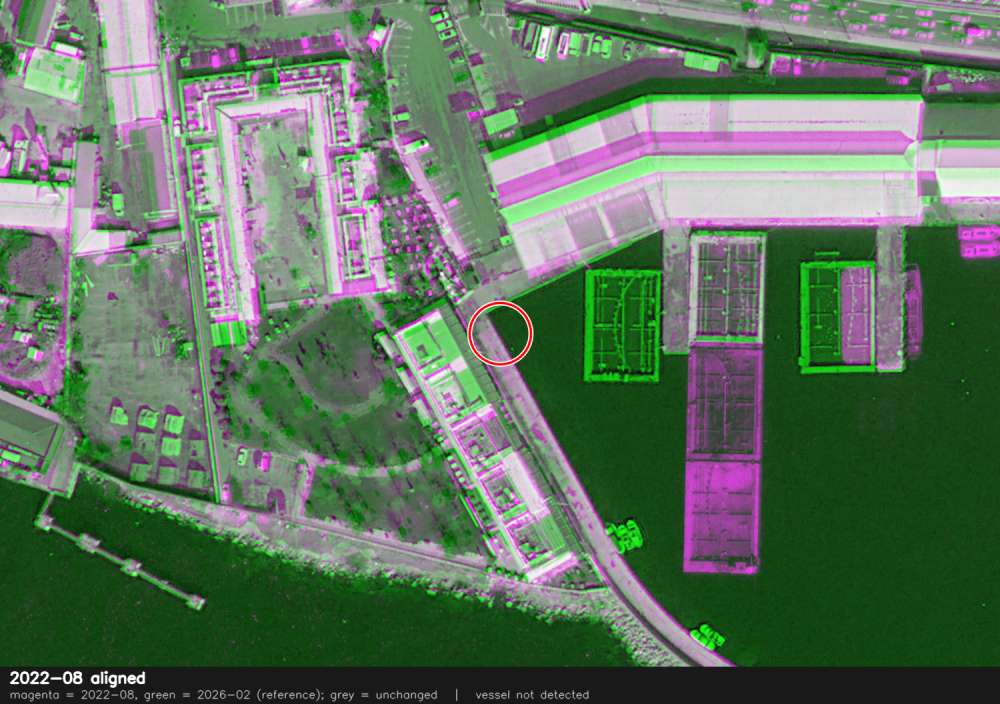 2022-08 aligned
magenta = 2022-08, green = 2026-02 (reference); grey = unchanged | vessel not detected